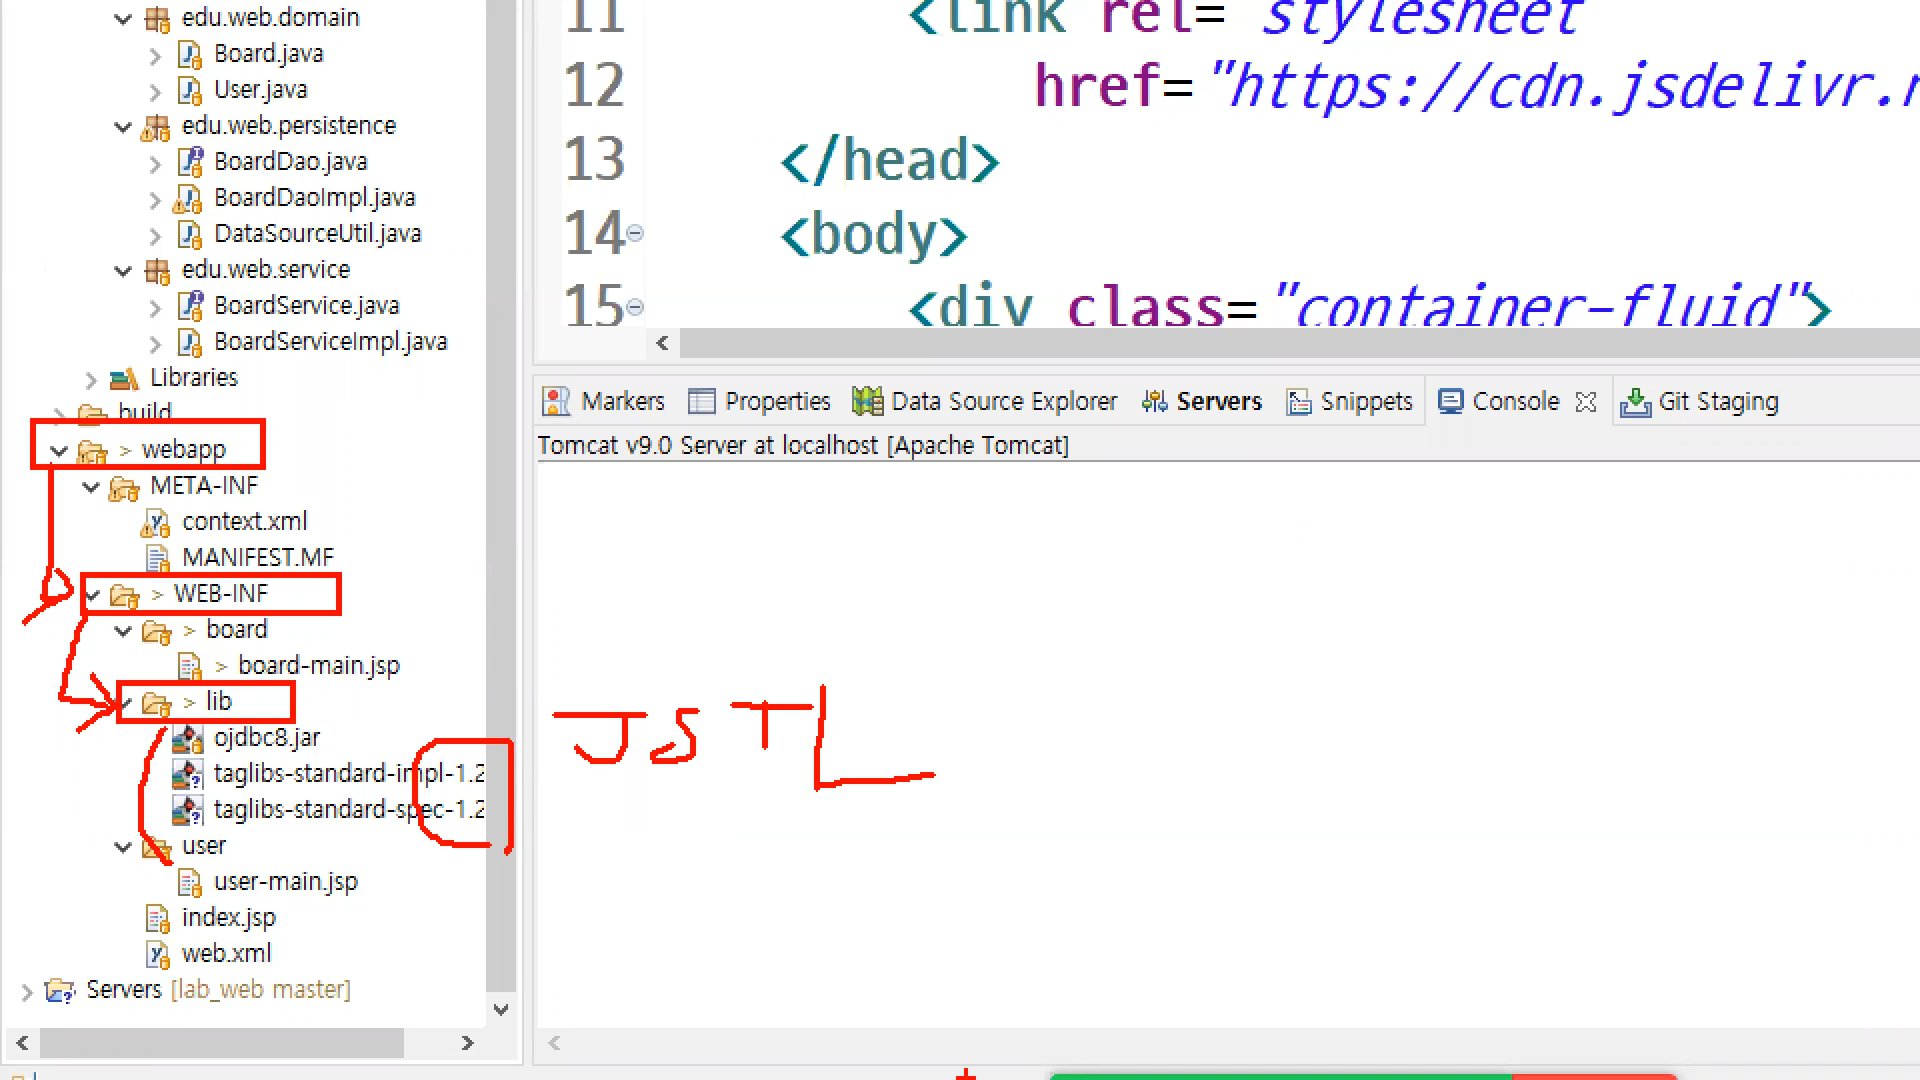 edu.web.domain
Board.java
User.java
edu.web.persistence
BoardDao.java
BoardDaoImpl.java
DataSourceUtil.java
edu.web.service
BoardService.java
BoardServiceImpl.java
Libraries
build
> webapp
META-INF
context.xml
MANIFEST.MF
> WEB-INF
> board
> board-main.jsp
> lib
ojdbc8.jar
taglibs-standard-impl-1.2
taglibs-standard-spec-1.2
user
user-main.jsp
index.jsp
web.xml
Servers [lab_web master]
11 <link rel="stylesheet
12 href="https://cdn.jsdelivr.
13 </head>
14 <body>
15 <div class="container-fluid">
Markers Properties Data Source Explorer Servers Snippets Console Git Staging
Tomcat v9.0 Server at localhost [Apache Tomcat]
JSTL